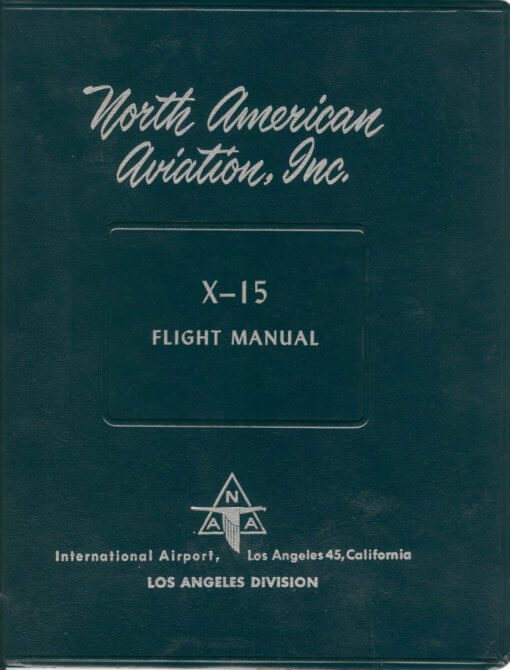 North American
Aviation, Inc.
X-15
FLIGHT MANUAL
N
A A
International Airport, Los Angeles 45, California
LOS ANGELES DIVISION